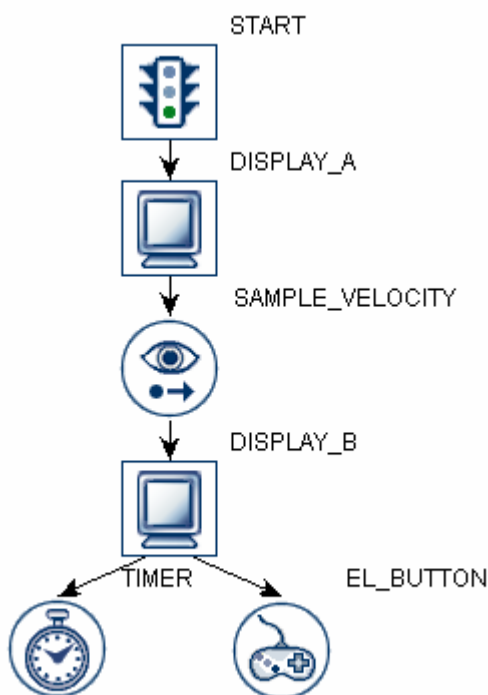 START
DISPLAY_A
SAMPLE_VELOCITY
DISPLAY_B
TIMER
EL_BUTTON